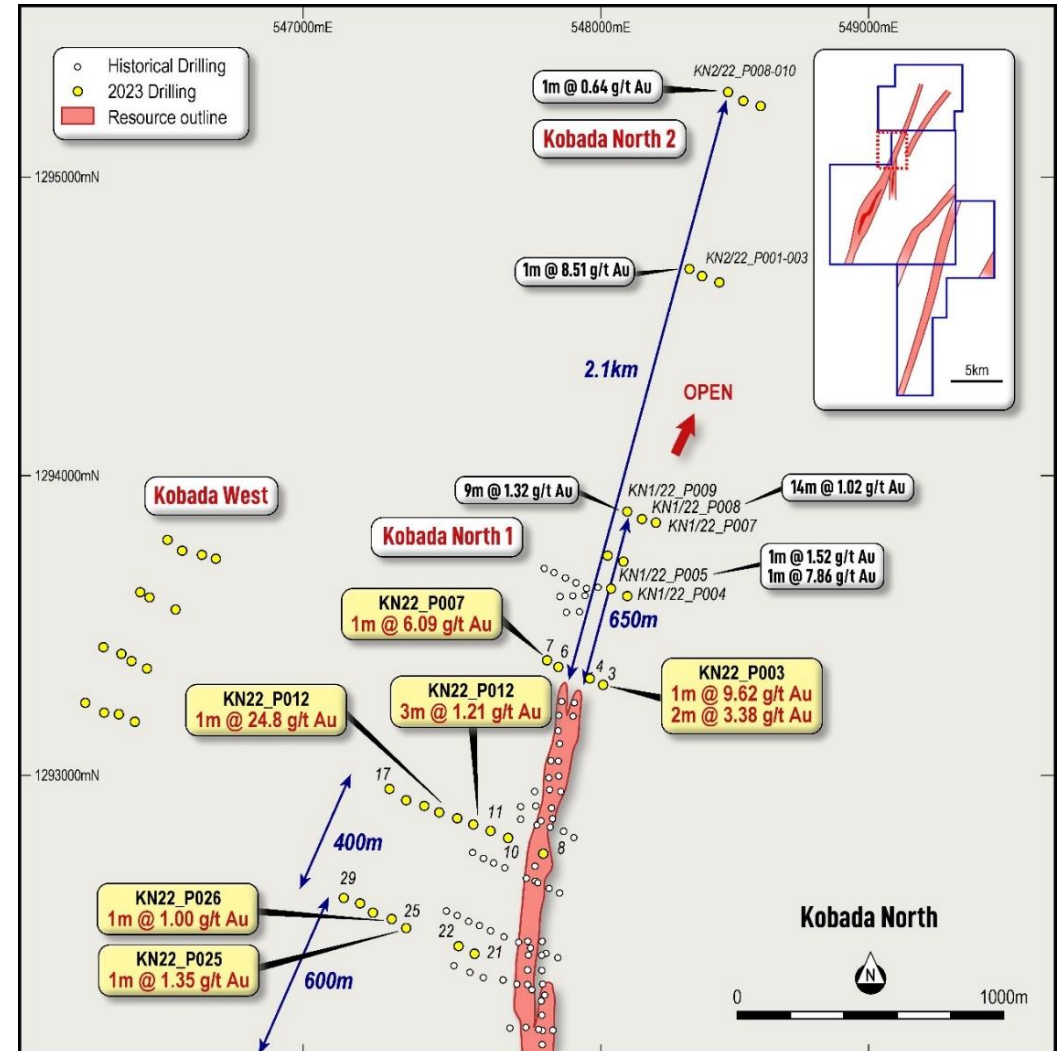 547000mE
548000mE
549000mE
Historical Drilling
2023 Drilling
Resource outline
KN2/22_P008-010
1m @ 0.64 g/t Au
Kobada North 2
1295000mN
KN2/22_P001-003
1m @ 8.51 g/t Au
5km
2.1km
OPEN
1294000mN
Kobada West
9m @ 1.32 g/t Au
KN1/22_P009
14m @ 1.02 g/t Au
KN1/22_P008
KN1/22_P007
Kobada North 1
1m @ 1.52 g/t Au
1m @ 7.86 g/t Au
KN1/22_P005
KN1/22_P004
650m
KN22_P007
1m @ 6.09 g/t Au
7 6
4 3
KN22_P003
1m @ 9.62 g/t Au
2m @ 3.38 g/t Au
KN22_P012
3m @ 1.21 g/t Au
KN22_P012
1m @ 24.8 g/t Au
1293000mN
17
11
10
8
400m
29
KN22_P026
1m @ 1.00 g/t Au
25
22
21
KN22_P025
1m @ 1.35 g/t Au
600m
Kobada North
N
0
1000m